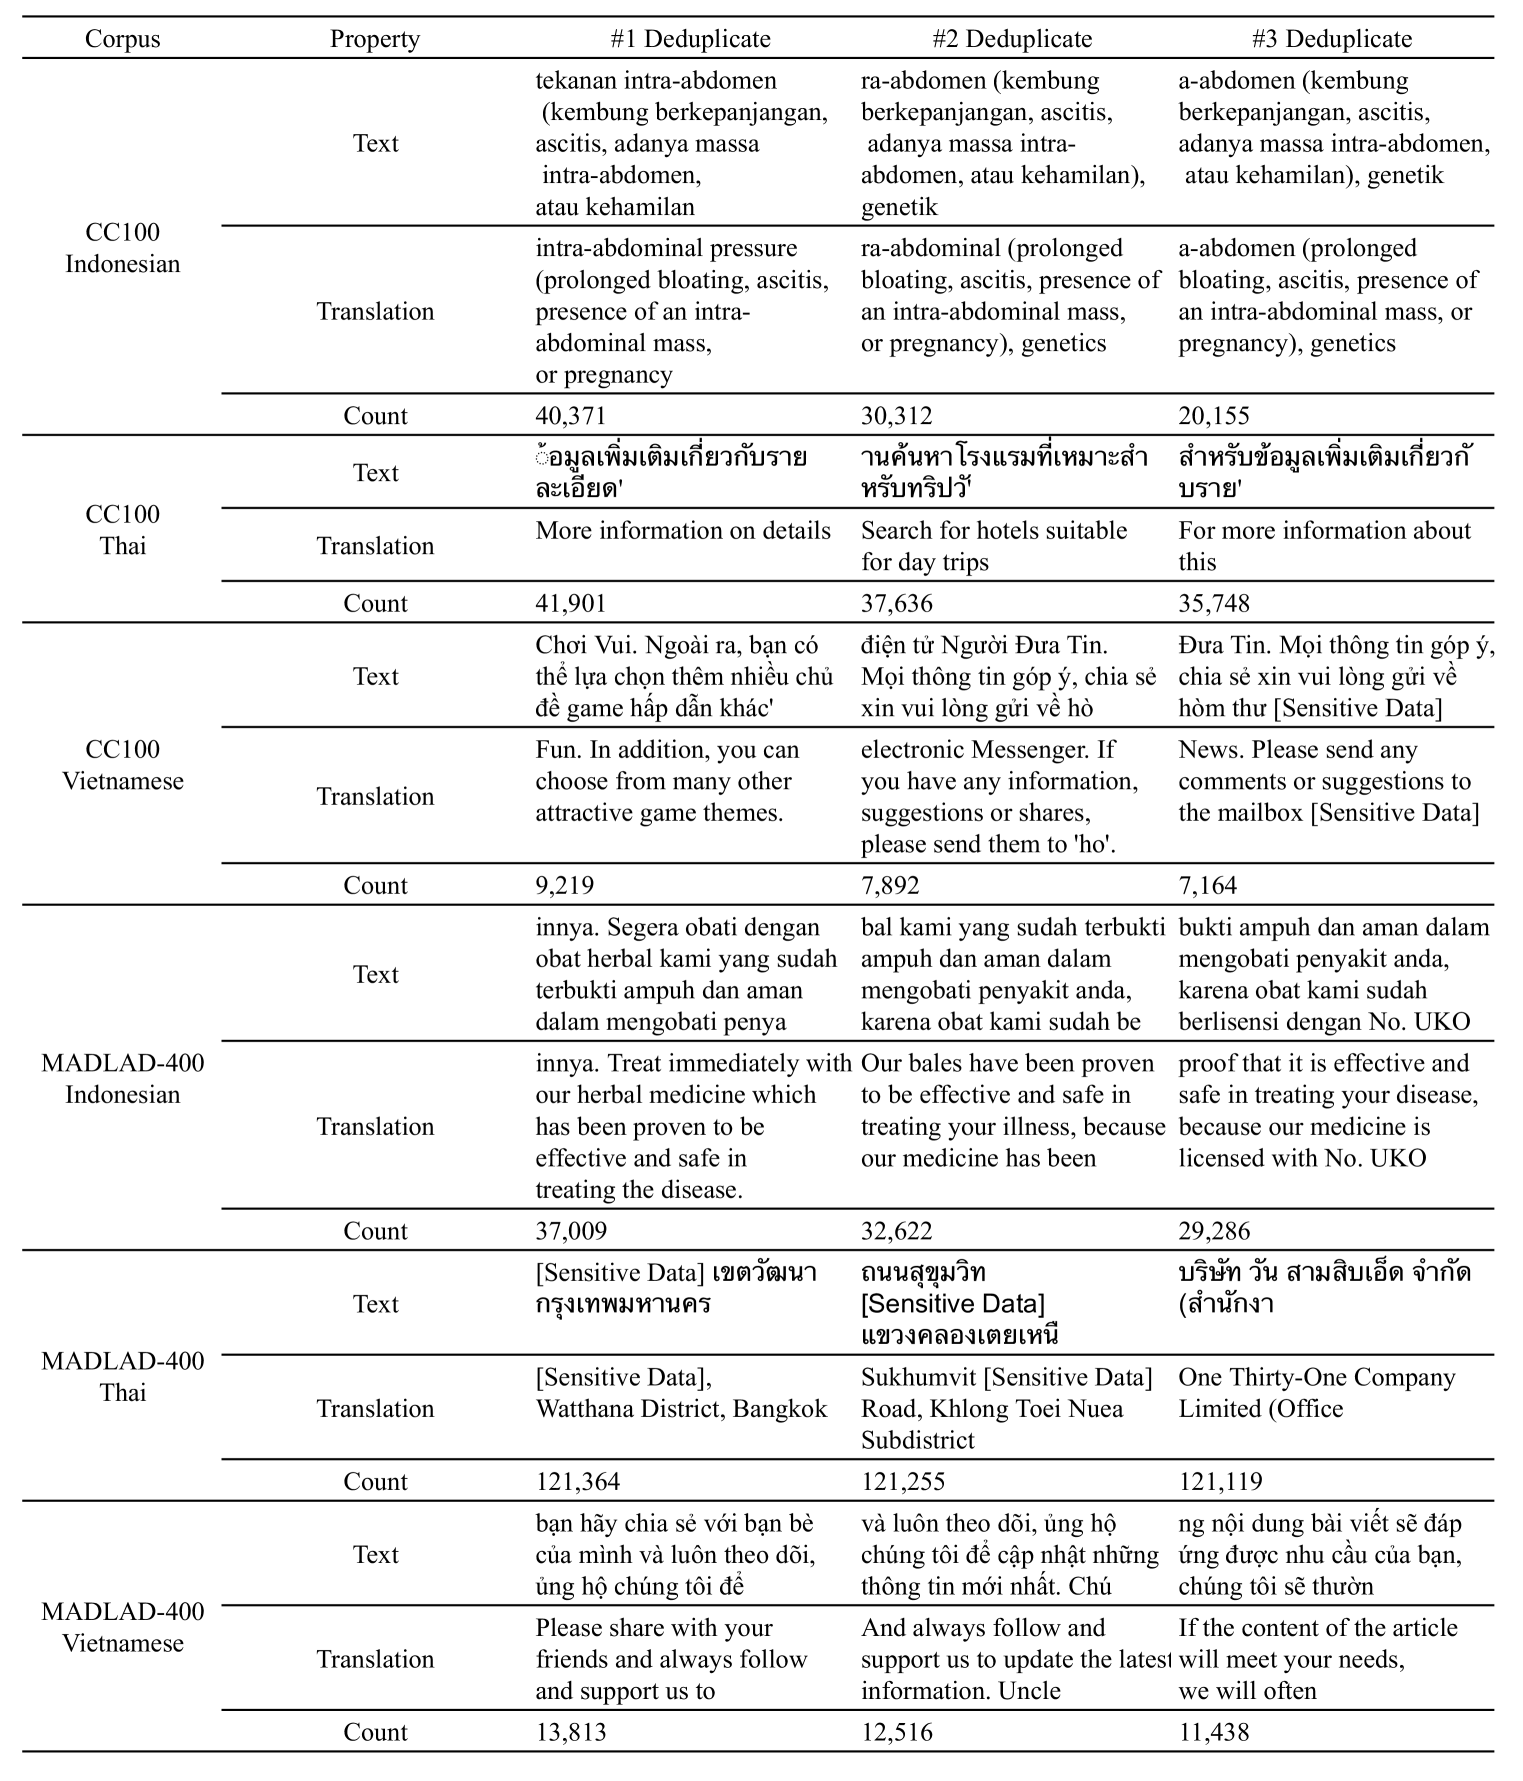 Corpus Property #1 Deduplicate #2 Deduplicate #3 Deduplicate
CC100
Indonesian
Text
tekanan intra-abdomen
(kembung berkepanjangan,
ascitis, adanya massa
intra-abdomen,
atau kehamilan
ra-abdomen (kembung
berkepanjangan, ascitis,
adanya massa intra-
abdomen, atau kehamilan),
genetik
a-abdomen (kembung
berkepanjangan, ascitis,
adanya massa intra-abdomen,
atau kehamilan), genetik
Translation
intra-abdominal pressure
(prolonged bloating, ascitis,
presence of an intra-
abdominal mass,
or pregnancy
ra-abdominal (prolonged
bloating, ascitis, presence of
an intra-abdominal mass,
or pregnancy), genetics
a-abdomen (prolonged
bloating, ascitis, presence of
an intra-abdominal mass, or
pregnancy), genetics
Count 40,371 30,312 20,155
CC100
Thai
Text
้อมูลเพิ่มเติมเกี่ยวกับราย
ละเอียด'
านค้นหาโรงแรมที่เหมาะสำ
หรับทริปวั'
สำหรับข้อมูลเพิ่มเติมเกี่ยวกั
บราย'
Translation
More information on details
Search for hotels suitable
for day trips
For more information about
this
Count 41,901 37,636 35,748
CC100
Vietnamese
Text
Chơi Vui. Ngoài ra, bạn có
thể lựa chọn thêm nhiều chủ
đề game hấp dẫn khác'
điện tử Người Đưa Tin.
Mọi thông tin góp ý, chia sẻ
xin vui lòng gửi về hò
Đưa Tin. Mọi thông tin góp ý,
chia sẻ xin vui lòng gửi về
hòm thư [Sensitive Data]
Translation
Fun. In addition, you can
choose from many other
attractive game themes.
electronic Messenger. If
you have any information,
suggestions or shares,
please send them to 'ho'.
News. Please send any
comments or suggestions to
the mailbox [Sensitive Data]
Count 9,219 7,892 7,164
MADLAD-400
Indonesian
Text
innya. Segera obati dengan
obat herbal kami yang sudah
terbukti ampuh dan aman
dalam mengobati penya
bal kami yang sudah terbukti
ampuh dan aman dalam
mengobati penyakit anda,
karena obat kami sudah be
bukti ampuh dan aman dalam
mengobati penyakit anda,
karena obat kami sudah
berlisensi dengan No. UKO
Translation
innya. Treat immediately with
our herbal medicine which
has been proven to be
effective and safe in
treating the disease.
Our bales have been proven
to be effective and safe in
treating your illness, because
our medicine has been
proof that it is effective and
safe in treating your disease,
because our medicine is
licensed with No. UKO
Count 37,009 32,622 29,286
MADLAD-400
Thai
Text
[Sensitive Data] เขตวัฒนา
กรุงเทพมหานคร
ถนนสุขุมวิท
[Sensitive Data]
แขวงคลองเตยเหนื
บริษัท วัน สามสิบเอ็ด จำกัด
(สำนักงา
Translation
[Sensitive Data],
Watthana District, Bangkok
Sukhumvit [Sensitive Data]
Road, Khlong Toei Nuea
Subdistrict
One Thirty-One Company
Limited (Office
Count 121,364 121,255 121,119
MADLAD-400
Vietnamese
Text
bạn hãy chia sẻ với bạn bè
của mình và luôn theo dõi,
ủng hộ chúng tôi để
và luôn theo dõi, ủng hộ
chúng tôi để cập nhật những
thông tin mới nhất. Chú
ng nội dung bài viết sẽ đáp
ứng được nhu cầu của bạn,
chúng tôi sẽ thườn
Translation
Please share with your
friends and always follow
and support us to
And always follow and
support us to update the latest
information. Uncle
If the content of the article
will meet your needs,
we will often
Count 13,813 12,516 11,438